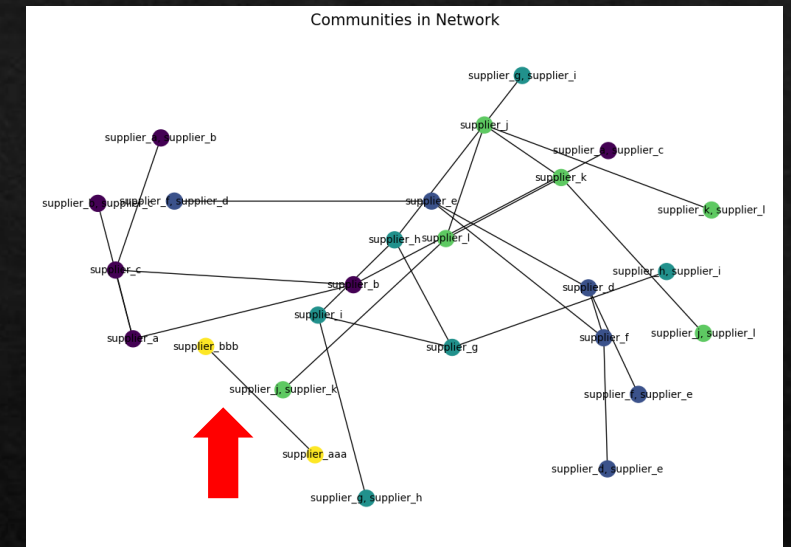 Communities in Network
supplier_g, supplier_i
supplier_j
supplier_a, supplier_b
supplier_c
supplier_k
supplier_f, supplier_d
supplier_e
supplier_k, supplier_l
supplier_h
supplier_l
supplier_c
supplier_h, supplier_i
supplier_b
supplier_d
supplier_i
supplier_a
supplier_f
supplier_j, supplier_l
supplier_bbb
supplier_g
supplier_j, supplier_k
supplier_f, supplier_e
supplier_aaa
supplier_d, supplier_e
supplier_g, supplier_h